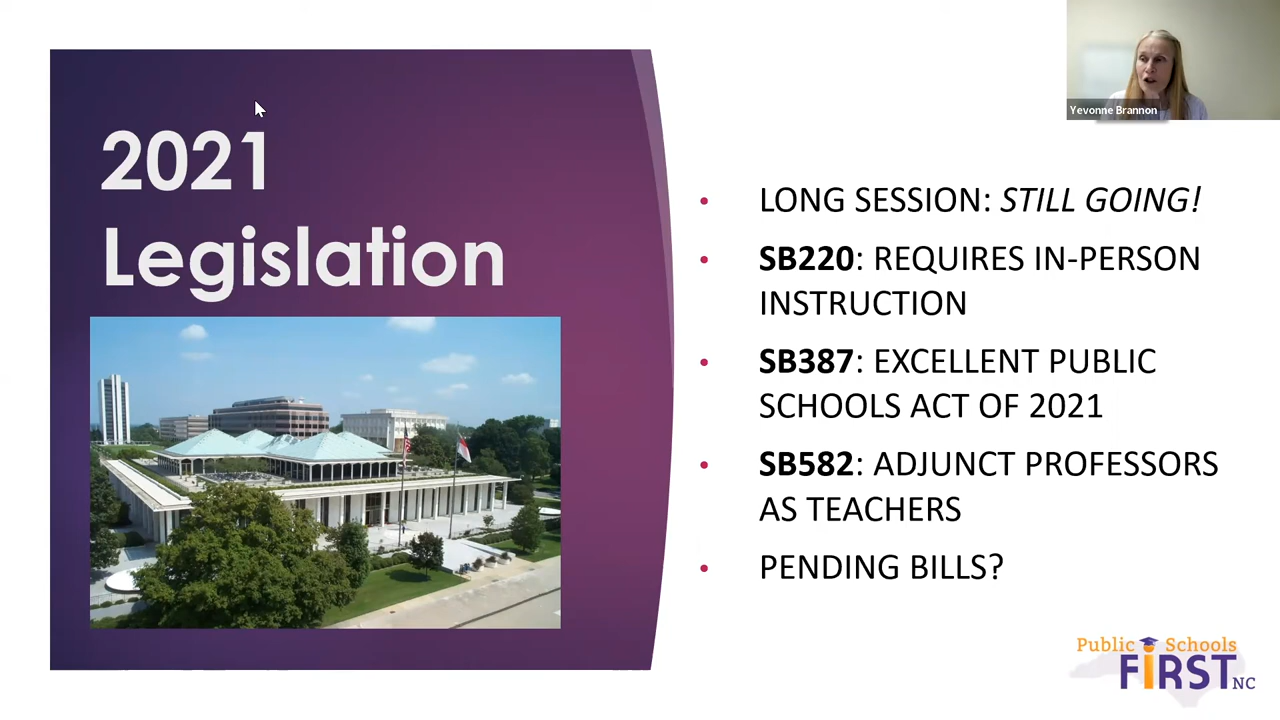 Yevonne Brannon
2021
Legislation
• LONG SESSION: STILL GOING!
• SB220: REQUIRES IN-PERSON
INSTRUCTION
• SB387: EXCELLENT PUBLIC
SCHOOLS ACT OF 2021
• SB582: ADJUNCT PROFESSORS
AS TEACHERS
• PENDING BILLS?
Public Schools
FiRST NC